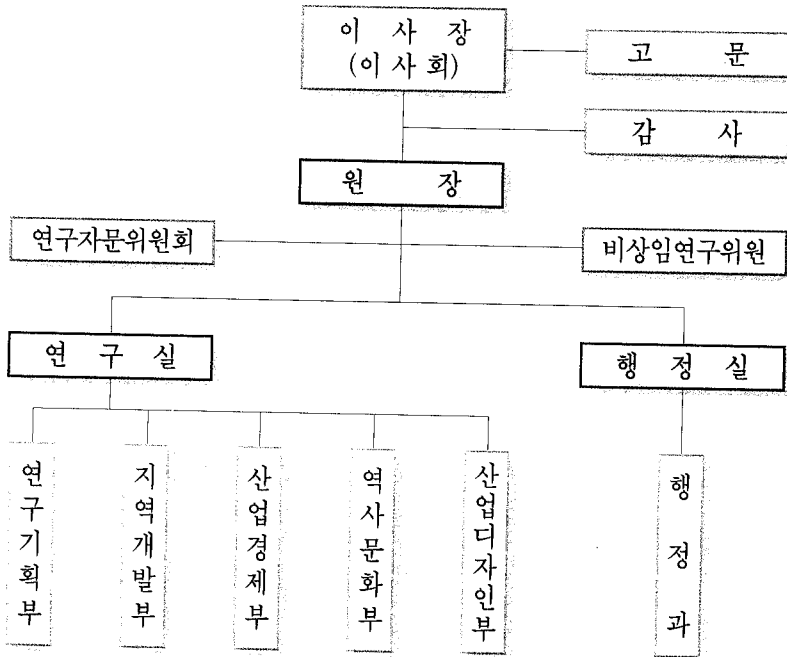 이 사 장
(이 사 회)
고 문
감 사
원 장
연구자문위원회
비상임연구위원
연 구 실
행 정 실
연구기획부
지역개발부
산업경제부
역사문화부
산업디자인부
행 정 과